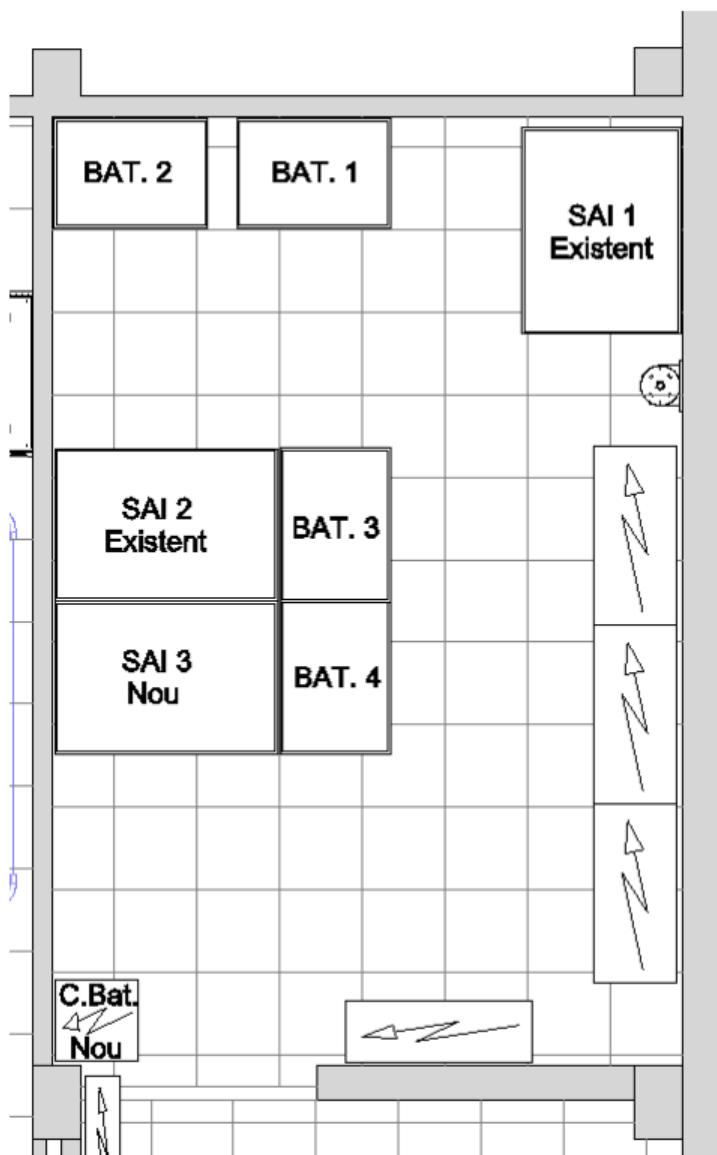 BAT. 2
BAT. 1
SAI 1
Existent
SAI 2
Existent
BAT. 3
SAI 3
Nou
BAT. 4
C.Bat.
Nou